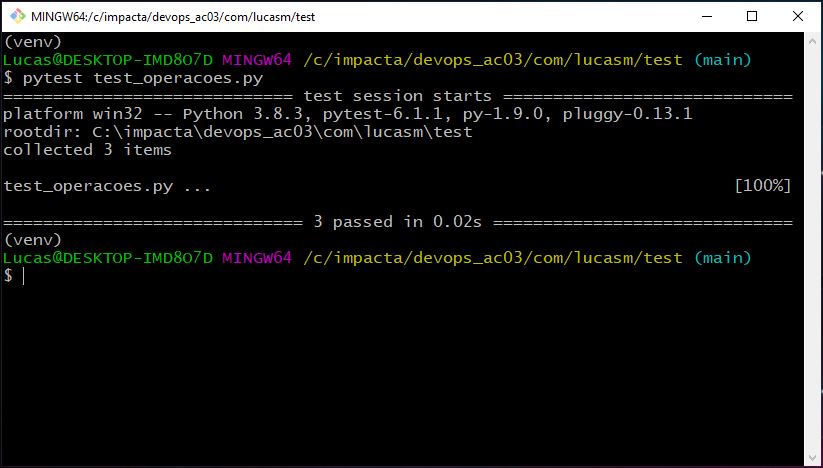 MINGW64:/c/impacta/devops_ac03/com/lucasm/test
(venv)
Lucas@DESKTOP-IMD8O7D MINGW64 /c/impacta/devops_ac03/com/lucasm/test (main)
$ pytest test_operacoes.py
============================= test session starts =============================
platform win32 -- Python 3.8.3, pytest-6.1.1, py-1.9.0, pluggy-0.13.1
rootdir: C:\impacta\devops_ac03\com\lucasm\test
collected 3 items
test_operacoes.py ... [100%]
============================== 3 passed in 0.02s ==============================
(venv)
Lucas@DESKTOP-IMD8O7D MINGW64 /c/impacta/devops_ac03/com/lucasm/test (main)
$